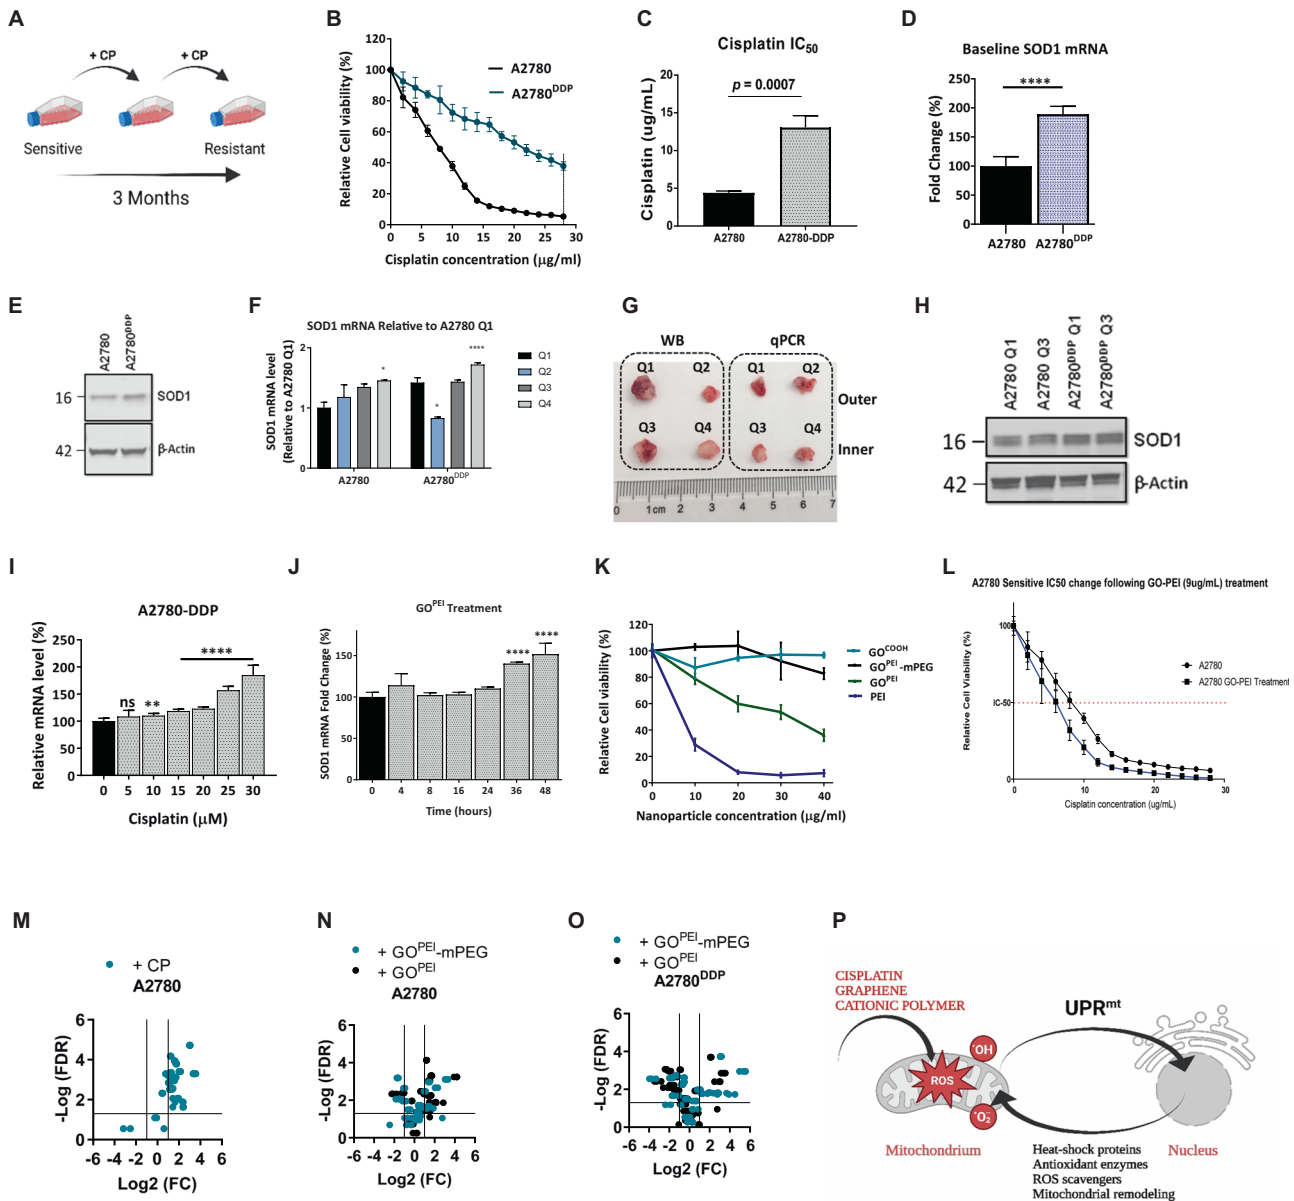 A
+ CP
+ CP
Sensitive
Resistant
3 Months
B
Relative Cell viability (%)
120
100
80
60
40
20
0
A2780
A2780DDP
0 5 10 15 20 25 30
Cisplatin concentration (μg/ml)
C
Cisplatin IC50
Cisplatin (ug/mL)
20
15
10
5
0
p = 0.0007
A2780
A2780-DDP
D
Baseline SOD1 mRNA
Fold Change (%)
250
200
150
100
50
0
****
A2780
A2780DDP
E
A2780
A2780DDP
16
SOD1
42
β-Actin
F
SOD1 mRNA Relative to A2780 Q1
SOD1 mRNA level
(Relative to A2780 Q1)
2
1
0
*
*
****
Q1
Q2
Q3
Q4
A2780
A2780DDP
G
WB
qPCR
Q1 Q2 Q1 Q2
Outer
Q3 Q4 Q3 Q4
Inner
0 1cm 2 3 4 5 6 7
H
A2780 Q1
A2780 Q3
A2780DDP Q1
A2780DDP Q3
16
SOD1
42
β-Actin
I
A2780-DDP
Relative mRNA level (%)
250
200
150
100
50
0
ns
**
****
0 5 10 15 20 25 30
Cisplatin (μM)
J
GOPEI Treatment
SOD1 mRNA Fold Change (%)
150
100
50
0
****
****
0 4 8 16 24 36 48
Time (hours)
K
Relative Cell viability (%)
120
100
80
60
40
20
0
GOCOOH
GOPEI-mPEG
GOPEI
PEI
0 10 20 30 40
Nanoparticle concentration (μg/ml)
L
A2780 Sensitive IC50 change following GO-PEI (9ug/mL) treatment
Relative Cell Viability (%)
100
IC-50
0
A2780
A2780 GO-PEI Treatment
0 10 20 30
Cisplatin concentration (ug/mL)
M
+ CP
A2780
-Log (FDR)
6
4
2
0
-6 -4 -2 0 2 4 6
Log2 (FC)
N
+ GOPEI-mPEG
+ GOPEI
A2780
-Log (FDR)
6
4
2
0
-6 -4 -2 0 2 4 6
Log2 (FC)
O
+ GOPEI-mPEG
+ GOPEI
A2780DDP
-Log (FDR)
6
4
2
0
-6 -4 -2 0 2 4 6
Log2 (FC)
P
CISPLATIN
GRAPHENE
CATIONIC POLYMER
UPRmt
ROS
•OH
•O2
Mitochondrium
Nucleus
Heat-shock proteins
Antioxidant enzymes
ROS scavengers
Mitochondrial remodeling